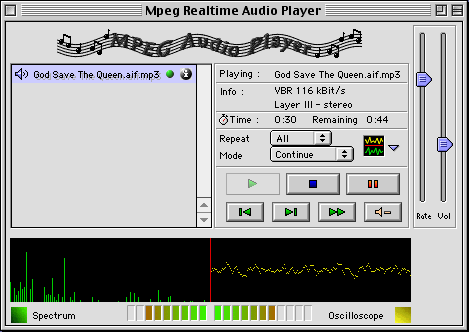 Mpeg Realtime Audio Player
MPEG Audio Player
God Save The Queen.aif.mp3
Playing : God Save The Queen.aif.mp3
Info : VBR 116 kBit/s
Layer III - stereo
Time : 0:30 Remaining 0:44
Repeat All
Mode Continue
Rate Vol
Spectrum Oscilloscope